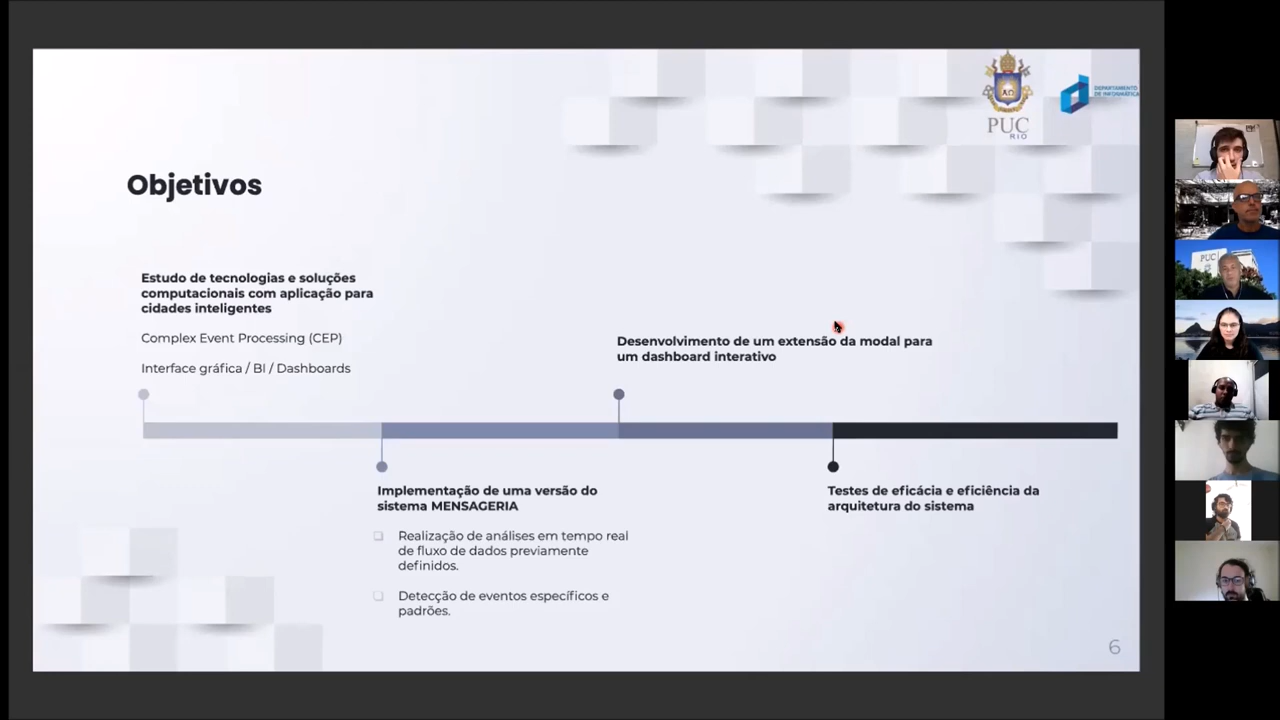 PUC
RIO
DEPARTAMENTO
DE INFORMÁTICA
Objetivos
Estudo de tecnologias e soluções
computacionais com aplicação para
cidades inteligentes
Complex Event Processing (CEP)
Interface gráfica / BI / Dashboards
Desenvolvimento de um extensão da modal para
um dashboard interativo
Implementação de uma versão do
sistema MENSAGERIA
Realização de análises em tempo real
de fluxo de dados previamente
definidos.
Detecção de eventos específicos e
padrões.
Testes de eficácia e eficiência da
arquitetura do sistema
6
PUC